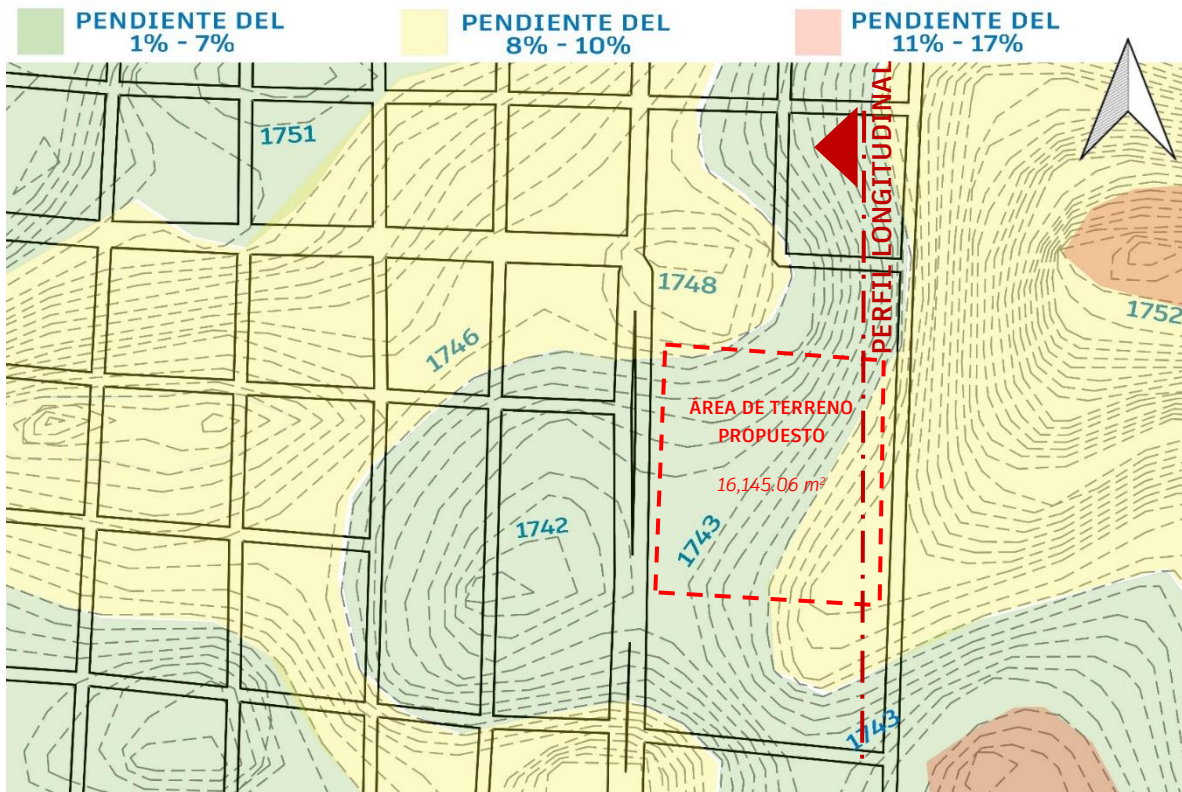 PENDIENTE DEL
1% - 7%
PENDIENTE DEL
8% - 10%
PENDIENTE DEL
11% - 17%
PERFIL LONGITUDINAL
1751
1748
1752
1746
ÁREA DE TERRENO
PROPUESTO
16,145.06 m²
1742
1743
1743